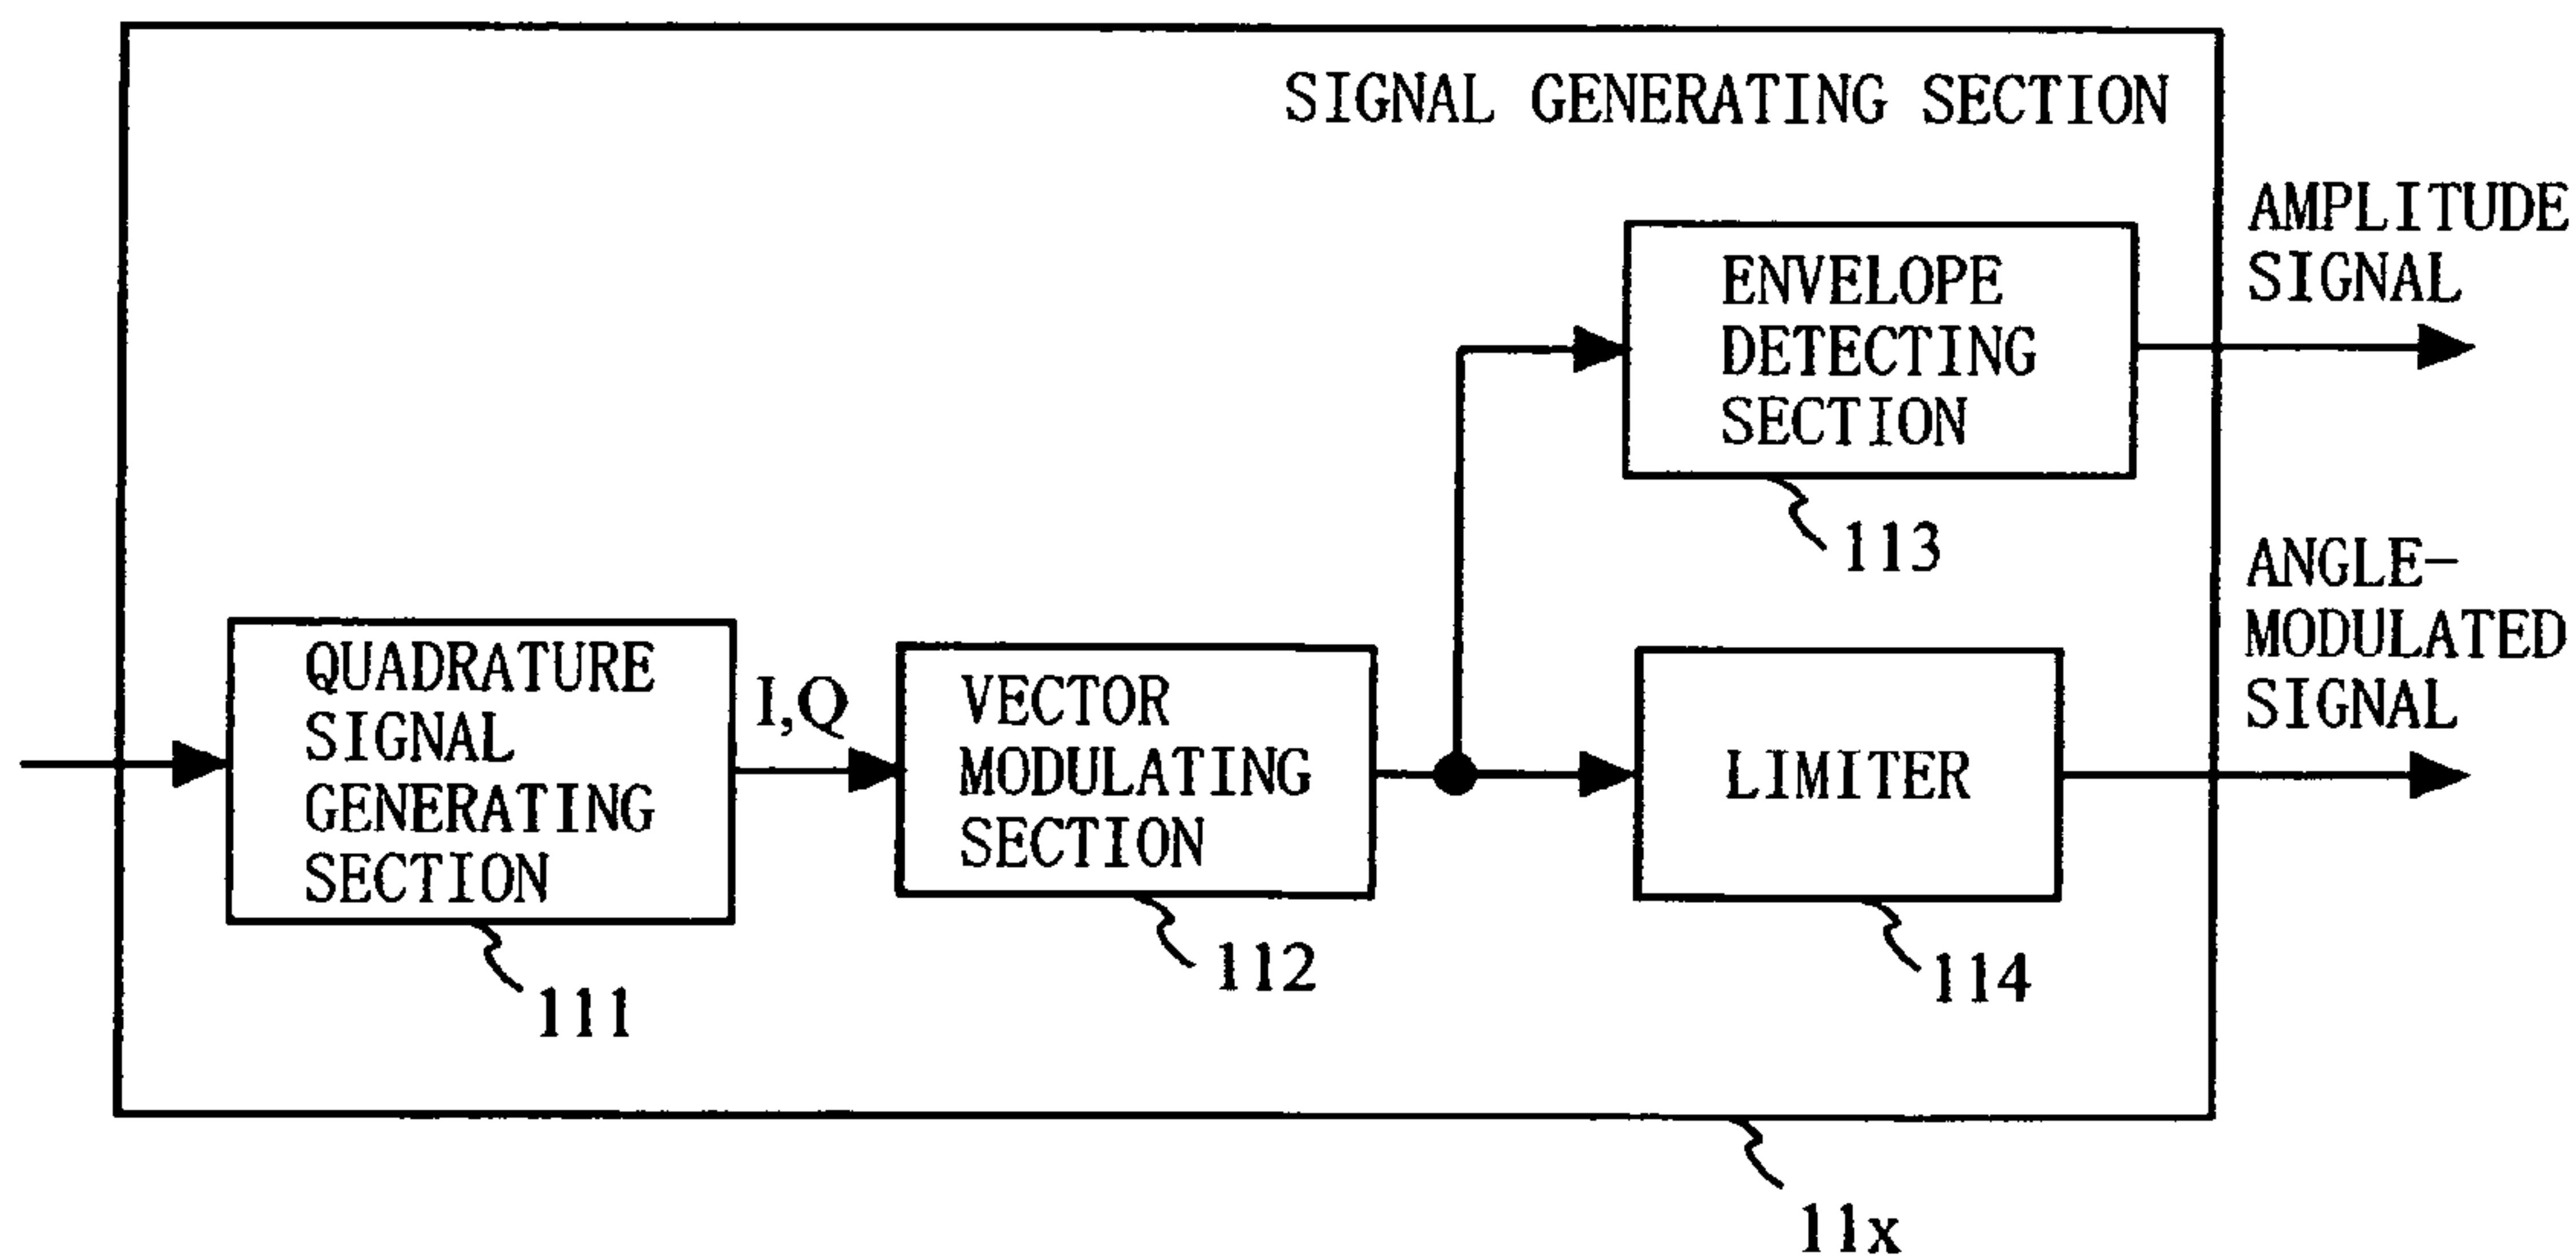 SIGNAL GENERATING SECTION
AMPLITUDE
SIGNAL
ENVELOPE
DETECTING
SECTION
113
ANGLE-
MODULATED
SIGNAL
QUADRATURE
SIGNAL
GENERATING
SECTION
111
I,Q
VECTOR
MODULATING
SECTION
112
LIMITER
114
11x